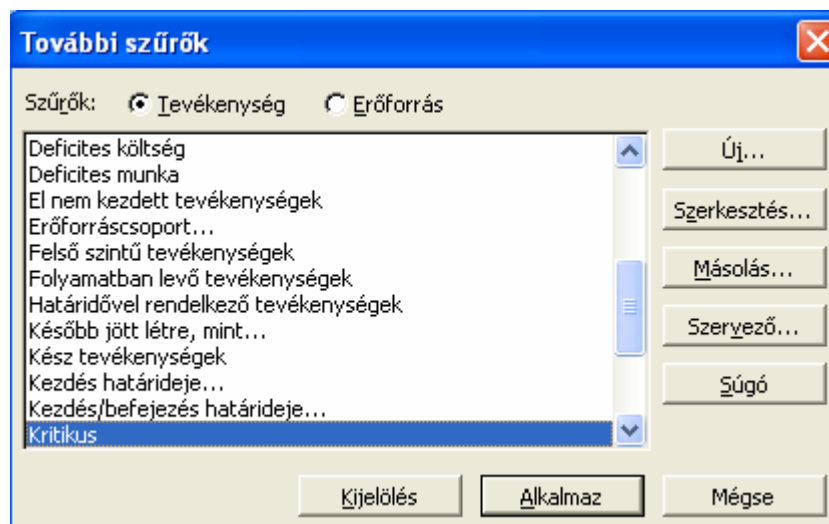 További szűrők
Szűrők: Tevékenység Erőforrás
Deficites költség
Deficites munka
El nem kezdett tevékenységek
Erőforráscsoport...
Felső szintű tevékenységek
Folyamatban levő tevékenységek
Határidővel rendelkező tevékenységek
Később jött létre, mint...
Kész tevékenységek
Kezdés határideje...
Kezdés/befejezés határideje...
Kritikus
Új...
Szerkesztés...
Másolás...
Szervező...
Súgó
Kijelölés Alkalmaz Mégse